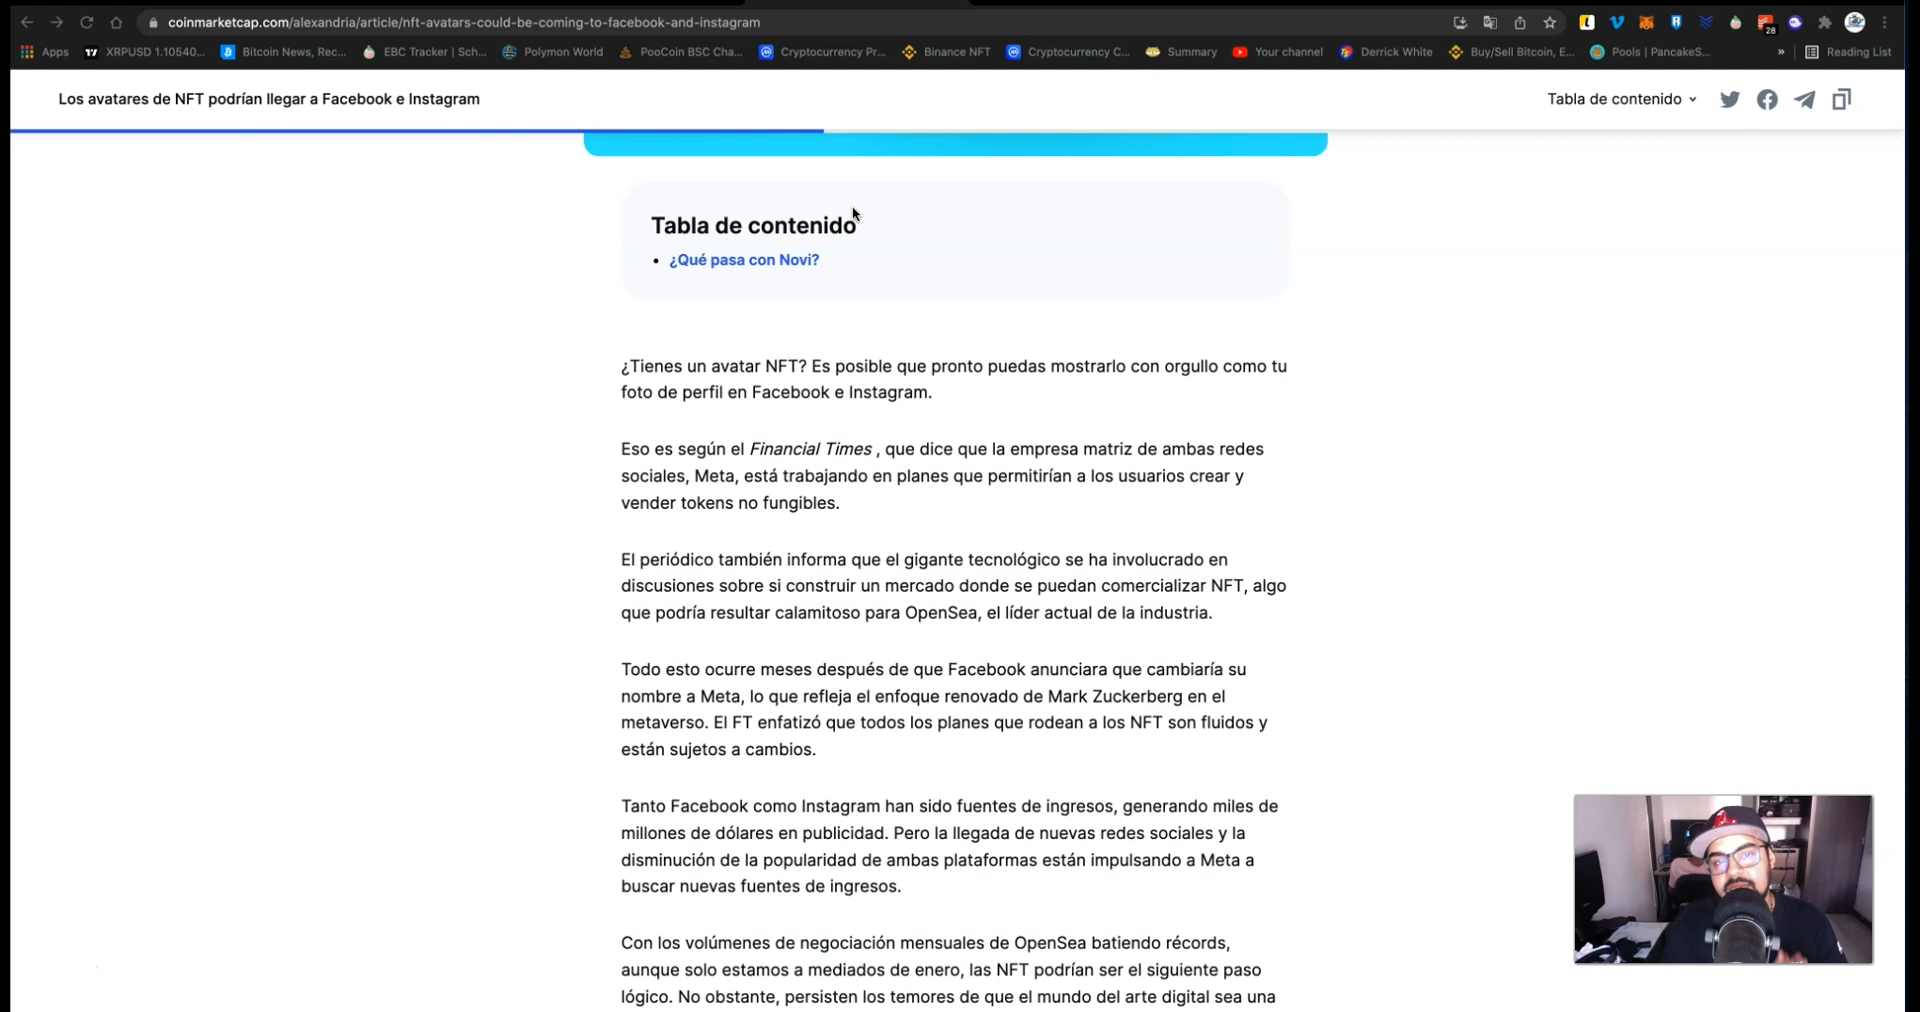 coinmarketcap.com/alexandria/article/nft-avatars-could-be-coming-to-facebook-and-instagram
28
Apps
XRPUSD 1.10540...
Bitcoin News, Rec...
EBC Tracker | Sch...
Polymon World
PooCoin BSC Cha...
Cryptocurrency Pr...
Binance NFT
Cryptocurrency C...
Summary
Your channel
Derrick White
Buy/Sell Bitcoin, E...
Pools | PancakeS...
»
Reading List
Los avatares de NFT podrían llegar a Facebook e Instagram
Tabla de contenido
Tabla de contenido
• ¿Qué pasa con Novi?
¿Tienes un avatar NFT? Es posible que pronto puedas mostrarlo con orgullo como tu
foto de perfil en Facebook e Instagram.
Eso es según el Financial Times , que dice que la empresa matriz de ambas redes
sociales, Meta, está trabajando en planes que permitirían a los usuarios crear y
vender tokens no fungibles.
El periódico también informa que el gigante tecnológico se ha involucrado en
discusiones sobre si construir un mercado donde se puedan comercializar NFT, algo
que podría resultar calamitoso para OpenSea, el líder actual de la industria.
Todo esto ocurre meses después de que Facebook anunciara que cambiaría su
nombre a Meta, lo que refleja el enfoque renovado de Mark Zuckerberg en el
metaverso. El FT enfatizó que todos los planes que rodean a los NFT son fluidos y
están sujetos a cambios.
Tanto Facebook como Instagram han sido fuentes de ingresos, generando miles de
millones de dólares en publicidad. Pero la llegada de nuevas redes sociales y la
disminución de la popularidad de ambas plataformas están impulsando a Meta a
buscar nuevas fuentes de ingresos.
Con los volúmenes de negociación mensuales de OpenSea batiendo récords,
aunque solo estamos a mediados de enero, las NFT podrían ser el siguiente paso
lógico. No obstante, persisten los temores de que el mundo del arte digital sea una